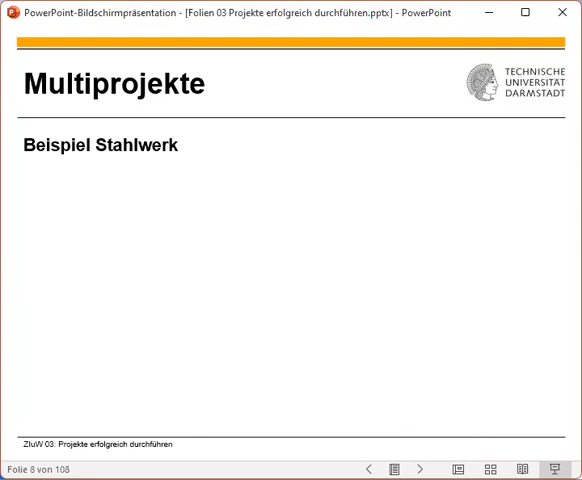 PowerPoint-Bildschirmpräsentation - [Folien 03 Projekte erfolgreich durchführen.pptx] - PowerPoint
Multiprojekte
TECHNISCHE
UNIVERSITÄT
DARMSTADT
Beispiel Stahlwerk
ZIuW 03: Projekte erfolgreich durchführen
Folie 8 von 108